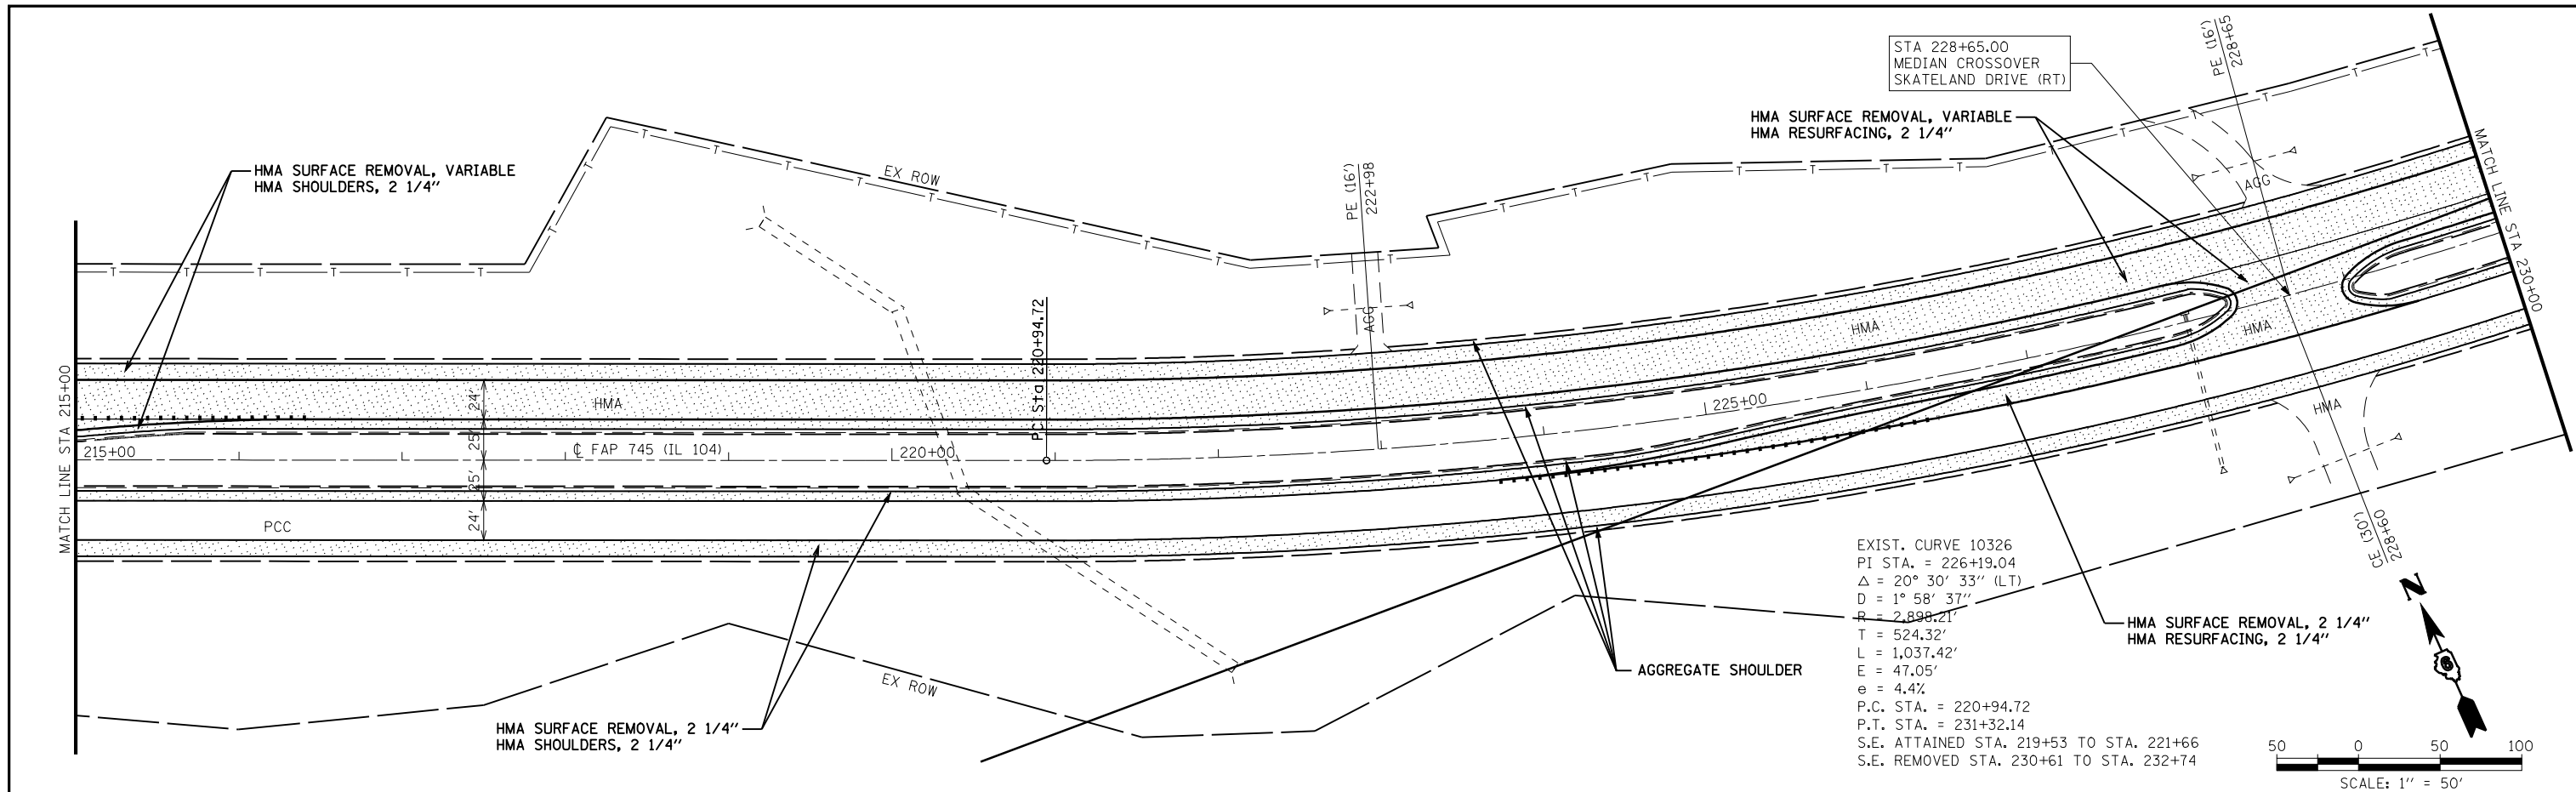 STA 228+65.00
MEDIAN CROSSOVER
SKATELAND DRIVE (RT)
PE (16')
228+65
HMA SURFACE REMOVAL, VARIABLE
HMA RESURFACING, 2 1/4"
HMA SURFACE REMOVAL, VARIABLE
HMA SHOULDERS, 2 1/4"
EX ROW
PE (16')
222+98
AGG
AGG
MATCH LINE STA 230+00
MATCH LINE STA 215+00
PC Sta 220+94.72
HMA
HMA
HMA
HMA
24'
25'
25'
24'
215+00
℄ FAP 745 (IL 104)
220+00
225+00
PCC
CE (30')
228+60
EXIST. CURVE 10326
PI STA. = 226+19.04
Δ = 20° 30' 33" (LT)
D = 1° 58' 37"
R = 2,898.21'
T = 524.32'
L = 1,037.42'
E = 47.05'
e = 4.4%
P.C. STA. = 220+94.72
P.T. STA. = 231+32.14
S.E. ATTAINED STA. 219+53 TO STA. 221+66
S.E. REMOVED STA. 230+61 TO STA. 232+74
HMA SURFACE REMOVAL, 2 1/4"
HMA RESURFACING, 2 1/4"
AGGREGATE SHOULDER
EX ROW
HMA SURFACE REMOVAL, 2 1/4"
HMA SHOULDERS, 2 1/4"
N
6
50 0 50 100
SCALE: 1" = 50'